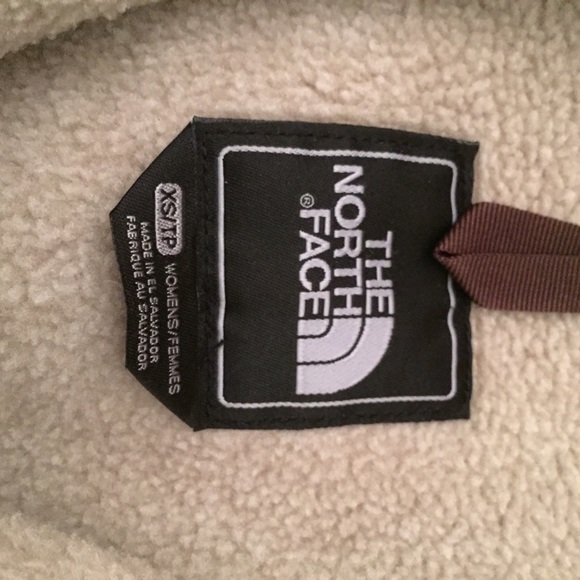 THE
NORTH
FACE®
XS/TP WOMENS/FEMMES
MADE IN EL SALVADOR
FABRIQUE AU SALVADOR